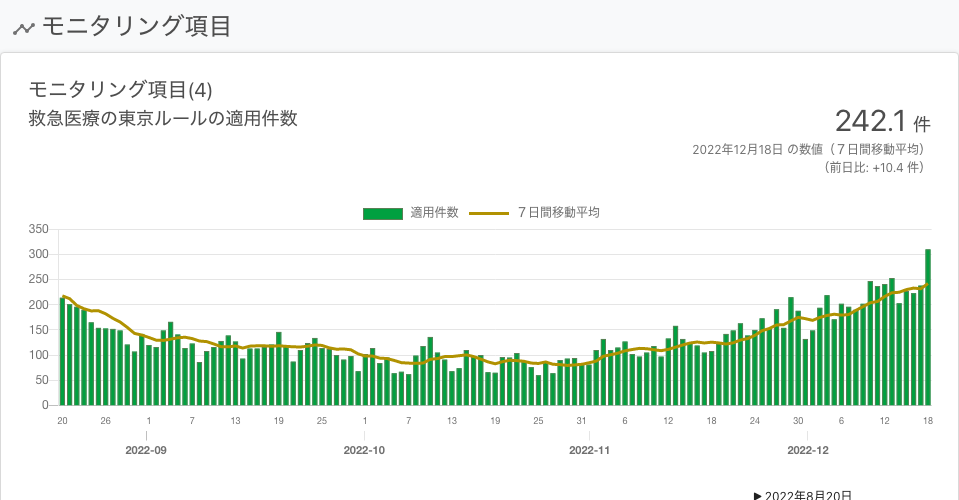 モニタリング項目
モニタリング項目(4)
救急医療の東京ルールの適用件数
242.1 件
2022年12月18日 の数値（７日間移動平均）
（前日比: +10.4 件）
適用件数 ７日間移動平均
350
300
250
200
150
100
50
0
20 26 1 7 13 19 25 1 7 13 19 25 31 6 12 18 24 30 6 12 18
2022-09 2022-10 2022-11 2022-12
▶ 2022年8月20日